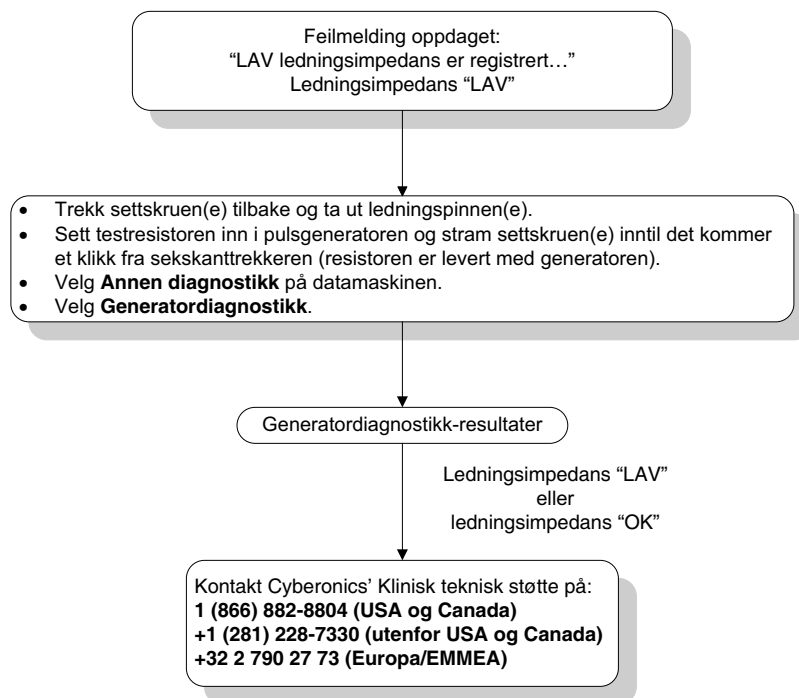 Feilmelding oppdaget:
“LAV ledningsimpedans er registrert…”
Ledningsimpedans “LAV”
• Trekk settskruen(e) tilbake og ta ut ledningspinnen(e).
• Sett testresistoren inn i pulsgeneratoren og stram settskruen(e) inntil det kommer
et klikk fra sekskanttrekkeren (resistoren er levert med generatoren).
• Velg Annen diagnostikk på datamaskinen.
• Velg Generatordiagnostikk.
Generatordiagnostikk-resultater
Ledningsimpedans “LAV”
eller
ledningsimpedans “OK”
Kontakt Cyberonics’ Klinisk teknisk støtte på:
1 (866) 882-8804 (USA og Canada)
+1 (281) 228-7330 (utenfor USA og Canada)
+32 2 790 27 73 (Europa/EMMEA)